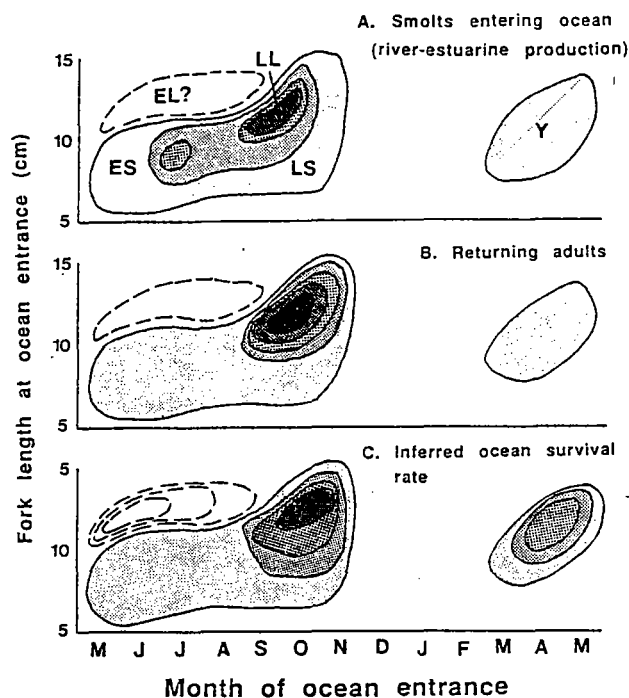 A. Smolts entering ocean
(river-estuarine production)
15
LL
EL?
10
ES
LS
Y
5
B. Returning adults
15
10
5
C. Inferred ocean survival
rate
5
10
5
M J J A S O N D J F M A M
Month of ocean entrance
Fork length at ocean entrance (cm)